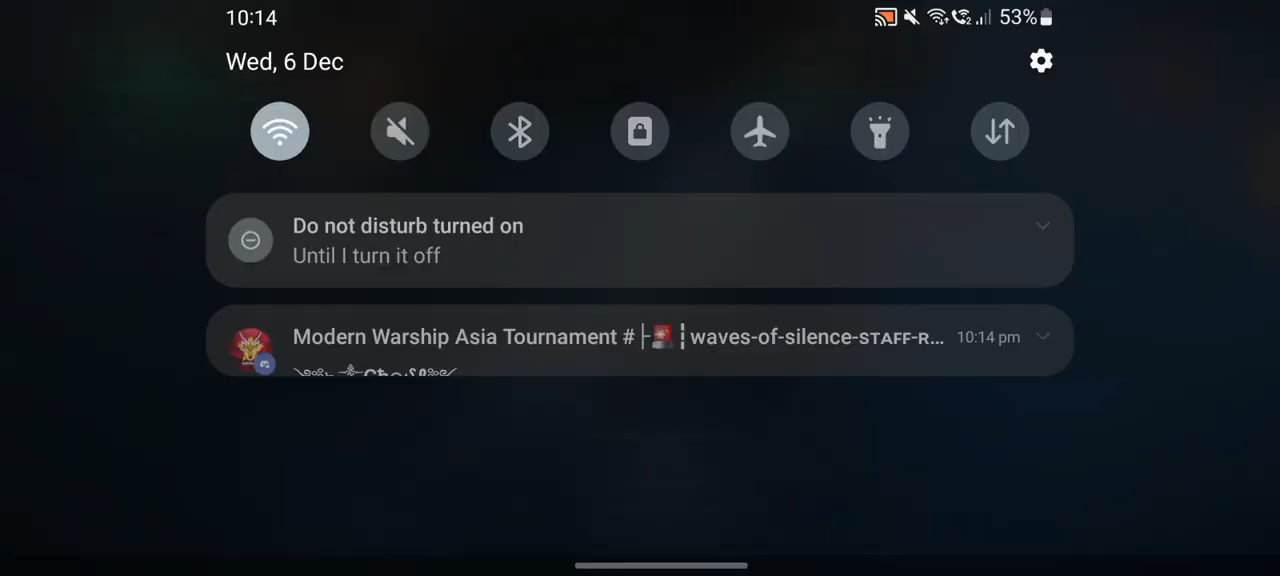 10:14
53%
Wed, 6 Dec
Do not disturb turned on
Until I turn it off
Modern Warship Asia Tournament #├🚨┆waves-of-silence-sᴛᴀꜰꜰ-ʀ... 10:14 pm